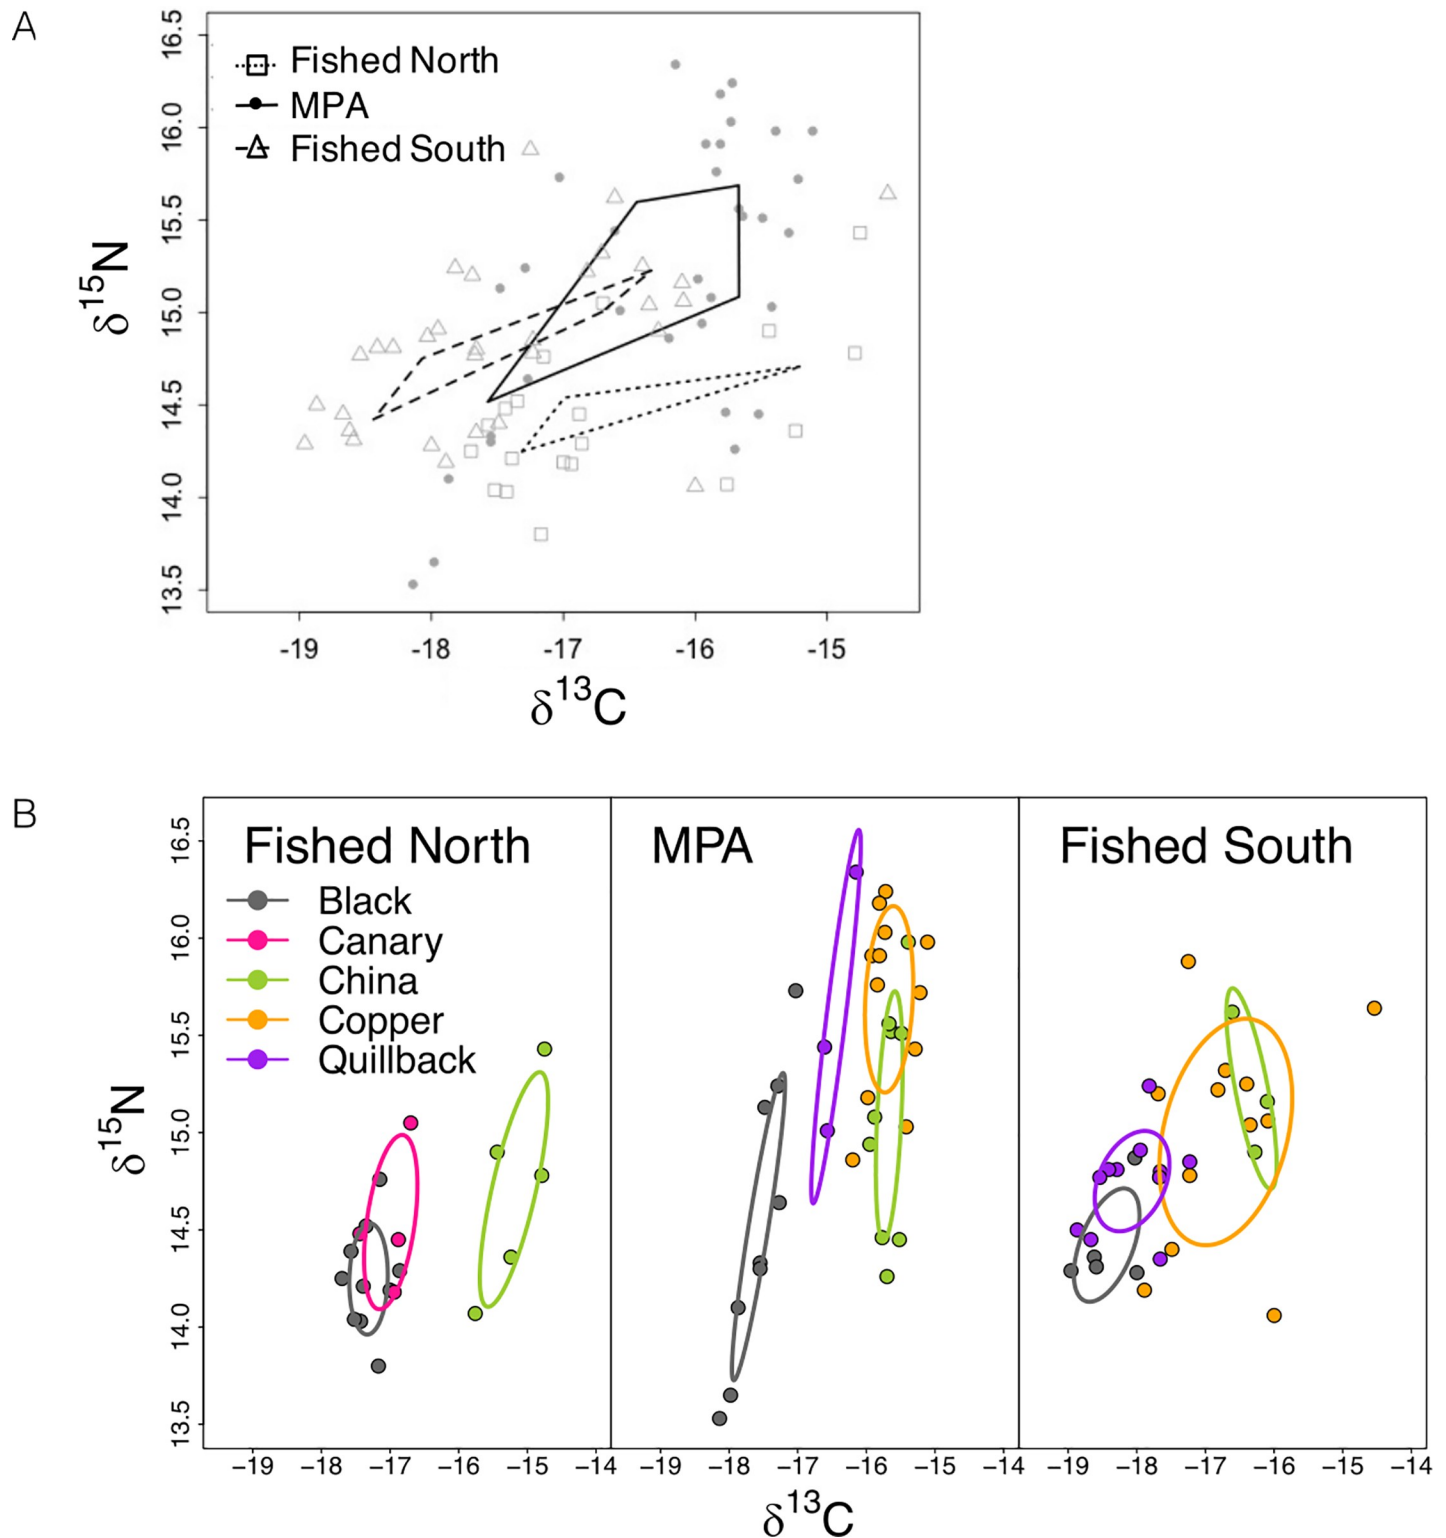 A
Fished North
MPA
Fished South
16.5
16.0
15.5
15.0
14.5
14.0
13.5
δ15N
-19 -18 -17 -16 -15
δ13C
B
Fished North MPA Fished South
Black
Canary
China
Copper
Quillback
16.5
16.0
15.5
15.0
14.5
14.0
13.5
δ15N
−19 −18 −17 −16 −15 −14 −19 −18 −17 −16 −15 −14 −19 −18 −17 −16 −15 −14
δ13C